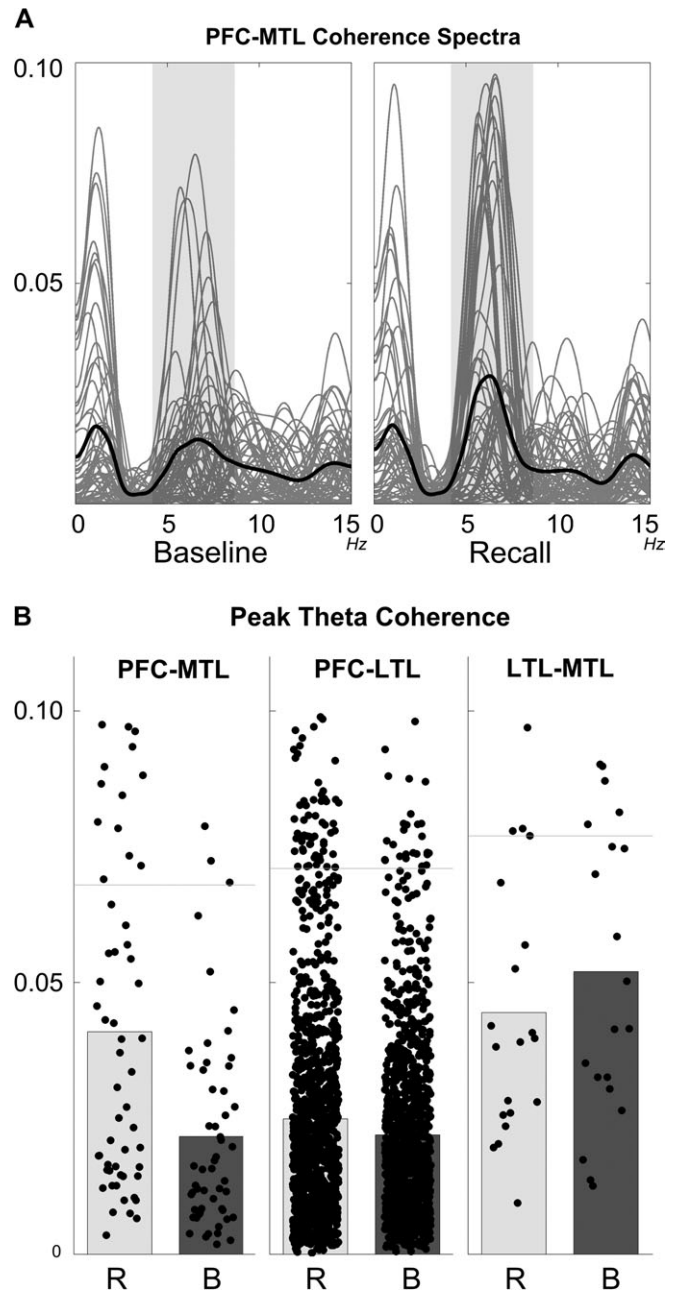 A
PFC-MTL Coherence Spectra
0.10
0.05
0 5 10 15 0 5 10 15
Hz Hz
Baseline Recall
B Peak Theta Coherence
PFC-MTL PFC-LTL LTL-MTL
0.10
0.05
0
R B R B R B